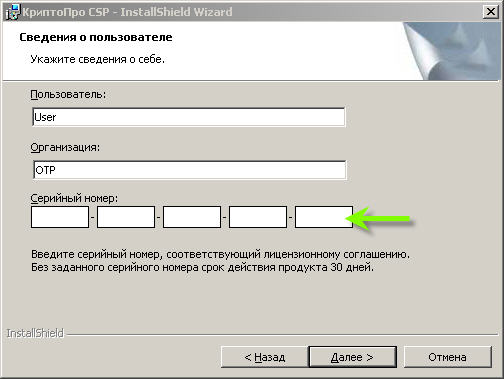 КриптоПро CSP - InstallShield Wizard
Сведения о пользователе
Укажите сведения о себе.
Пользователь:
User
Организация:
OTP
Серийный номер:
- - - -
Введите серийный номер, соответствующий лицензионному соглашению.
Без заданного серийного номера срок действия продукта 30 дней.
InstallShield
< Назад Далее > Отмена